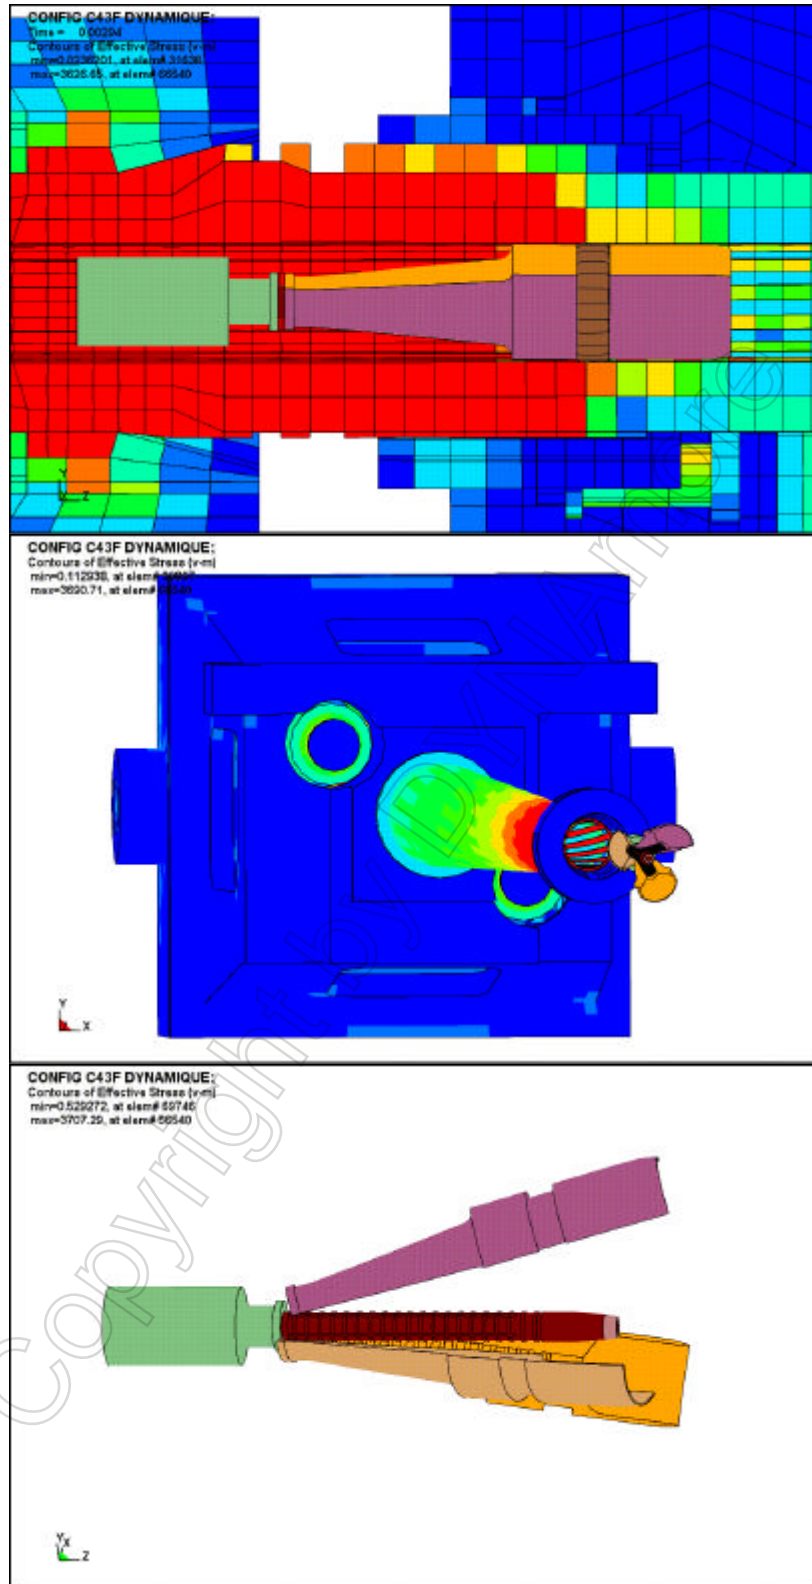 CONFIG C43F DYNAMIQUE:
Time = 0.00294
Contours of Effective Stress (v-m)
max=3626.65, at elem# 66540
Y
X Z
CONFIG C43F DYNAMIQUE:
Contours of Effective Stress (v-m)
min=0.112938, at elem#
max=3690.71, at elem# 66540
Y
X
CONFIG C43F DYNAMIQUE:
Contours of Effective Stress (v-m)
min=0.529272, at elem# 69746
max=3707.29, at elem# 66540
Y X
Z
Copyright by DYNAmore